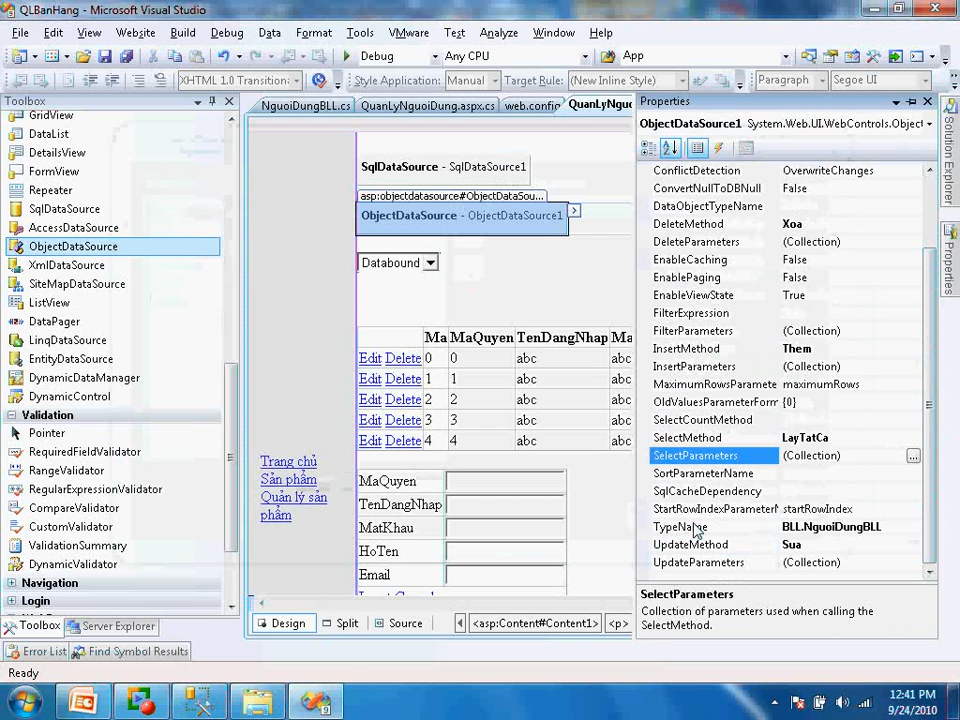 QLBanHang - Microsoft Visual Studio
File Edit View Website Build Debug Data Format Tools VMware Test Analyze Window Help
Debug Any CPU App
XHTML 1.0 Transition Style Application: Manual Target Rule: (New Inline Style) Paragraph Segoe UI
Toolbox
GridView
DataList
DetailsView
FormView
Repeater
SqlDataSource
AccessDataSource
ObjectDataSource
XmlDataSource
SiteMapDataSource
ListView
DataPager
LinqDataSource
EntityDataSource
DynamicDataManager
DynamicControl
Validation
Pointer
RequiredFieldValidator
RangeValidator
RegularExpressionValidator
CompareValidator
CustomValidator
ValidationSummary
DynamicValidator
Navigation
Login
Toolbox Server Explorer
Error List Find Symbol Results
Ready
NguoiDungBLL.cs QuanLyNguoiDung.aspx.cs web.config QuanLyNguo
SqlDataSource - SqlDataSource1
asp:objectdatasource#ObjectDataSou...
ObjectDataSource - ObjectDataSource1
Databound
Ma MaQuyen TenDangNhap Ma
Edit Delete 0 0 abc abc
Edit Delete 1 1 abc abc
Edit Delete 2 2 abc abc
Edit Delete 3 3 abc abc
Edit Delete 4 4 abc abc
Trang chủ
Sản phẩm
Quản lý sản
phẩm
MaQuyen
TenDangNhap
MatKhau
HoTen
Email
Design Split Source <asp:Content#Content1> <p>
Properties
ObjectDataSource1 System.Web.UI.WebControls.Object
ConflictDetection OverwriteChanges
ConvertNullToDBNull False
DataObjectTypeName
DeleteMethod Xoa
DeleteParameters (Collection)
EnableCaching False
EnablePaging False
EnableViewState True
FilterExpression
FilterParameters (Collection)
InsertMethod Them
InsertParameters (Collection)
MaximumRowsParamete maximumRows
OldValuesParameterForm {0}
SelectCountMethod
SelectMethod LayTatCa
SelectParameters (Collection) ...
SortParameterName
SqlCacheDependency
StartRowIndexParameterN startRowIndex
TypeName BLL.NguoiDungBLL
UpdateMethod Sua
UpdateParameters (Collection)
SelectParameters
Collection of parameters used when calling the
SelectMethod.
Solution Explorer
Properties
12:41 PM
9/24/2010